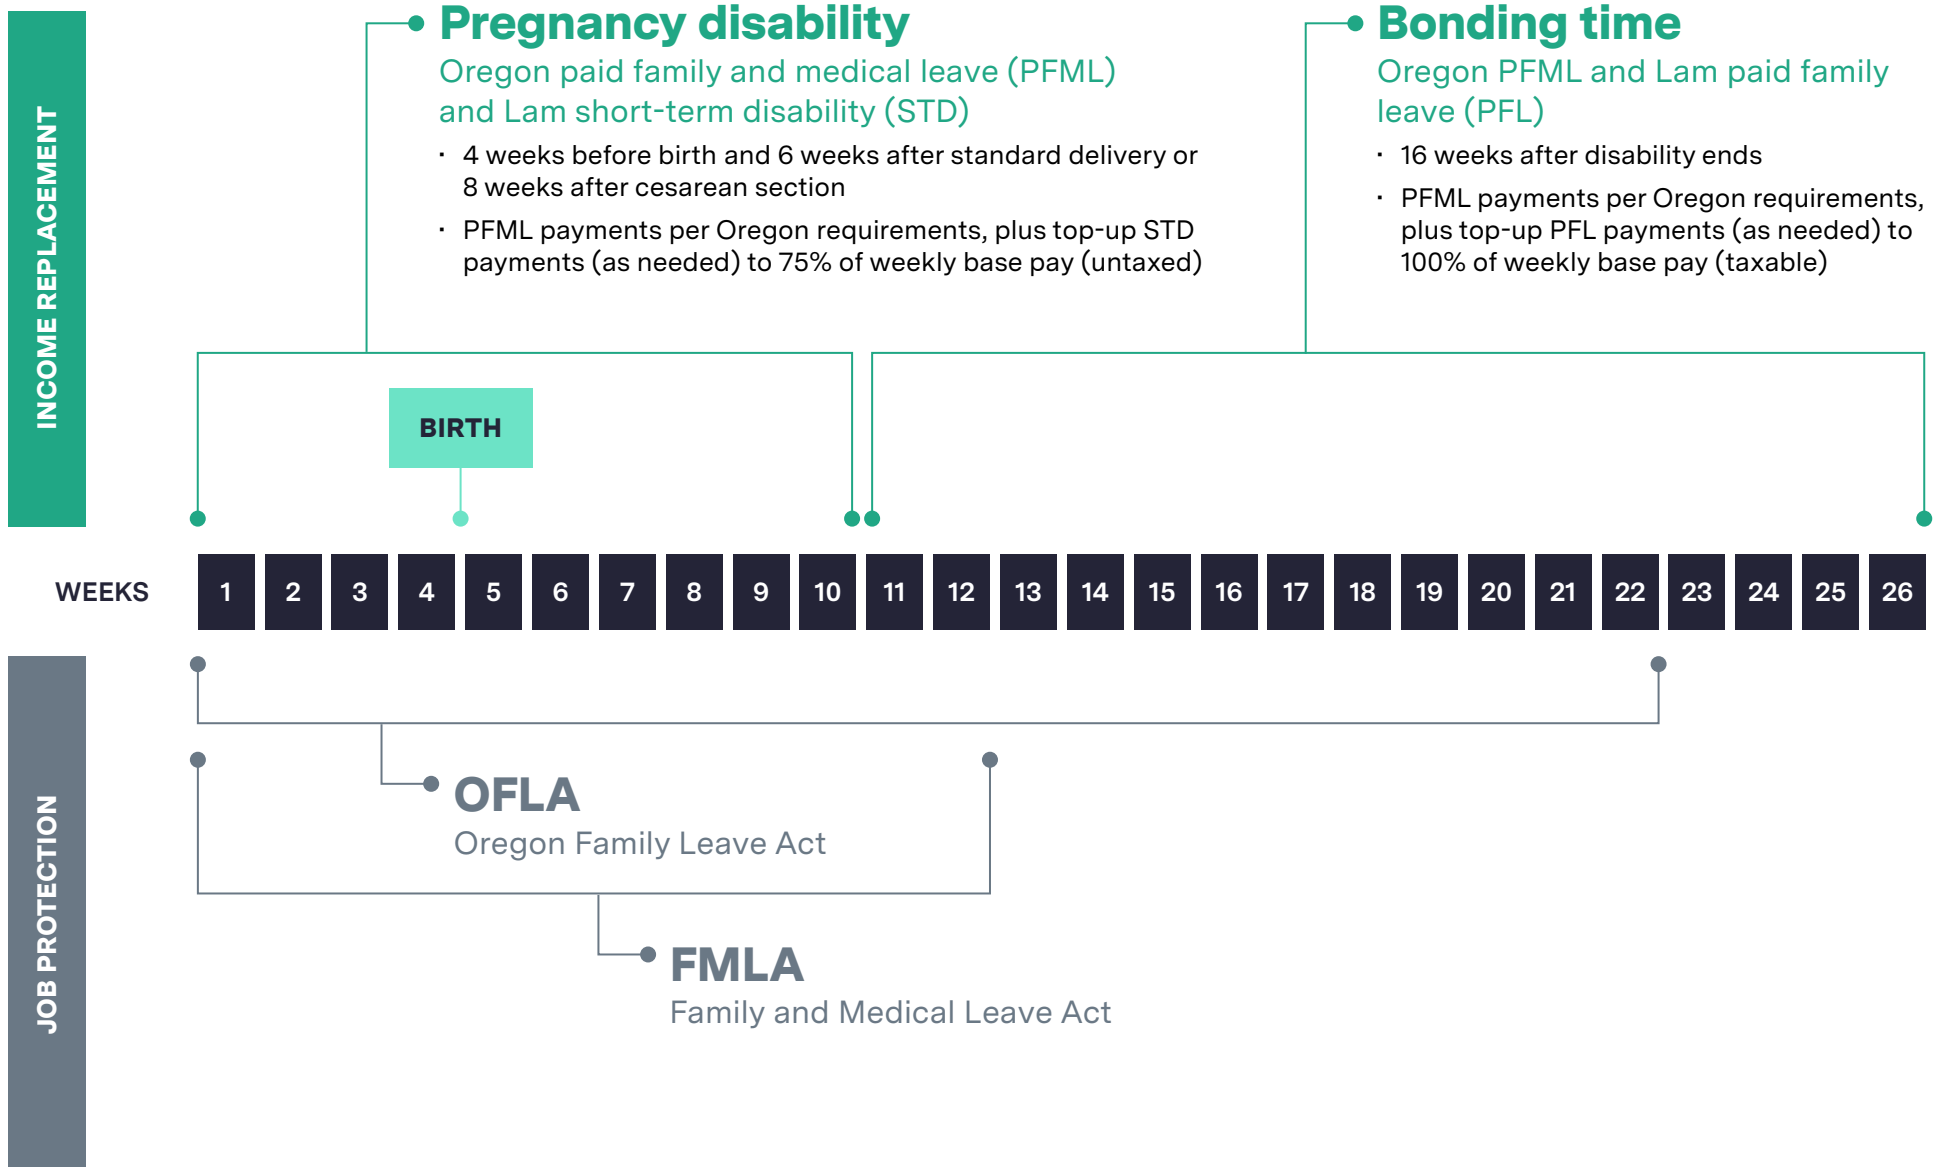 INCOME REPLACEMENT
Pregnancy disability
Oregon paid family and medical leave (PFML)
and Lam short-term disability (STD)
· 4 weeks before birth and 6 weeks after standard delivery or
8 weeks after cesarean section
· PFML payments per Oregon requirements, plus top-up STD
payments (as needed) to 75% of weekly base pay (untaxed)
Bonding time
Oregon PFML and Lam paid family
leave (PFL)
· 16 weeks after disability ends
· PFML payments per Oregon requirements,
plus top-up PFL payments (as needed) to
100% of weekly base pay (taxable)
BIRTH
WEEKS 1 2 3 4 5 6 7 8 9 10 11 12 13 14 15 16 17 18 19 20 21 22 23 24 25 26
JOB PROTECTION
OFLA
Oregon Family Leave Act
FMLA
Family and Medical Leave Act